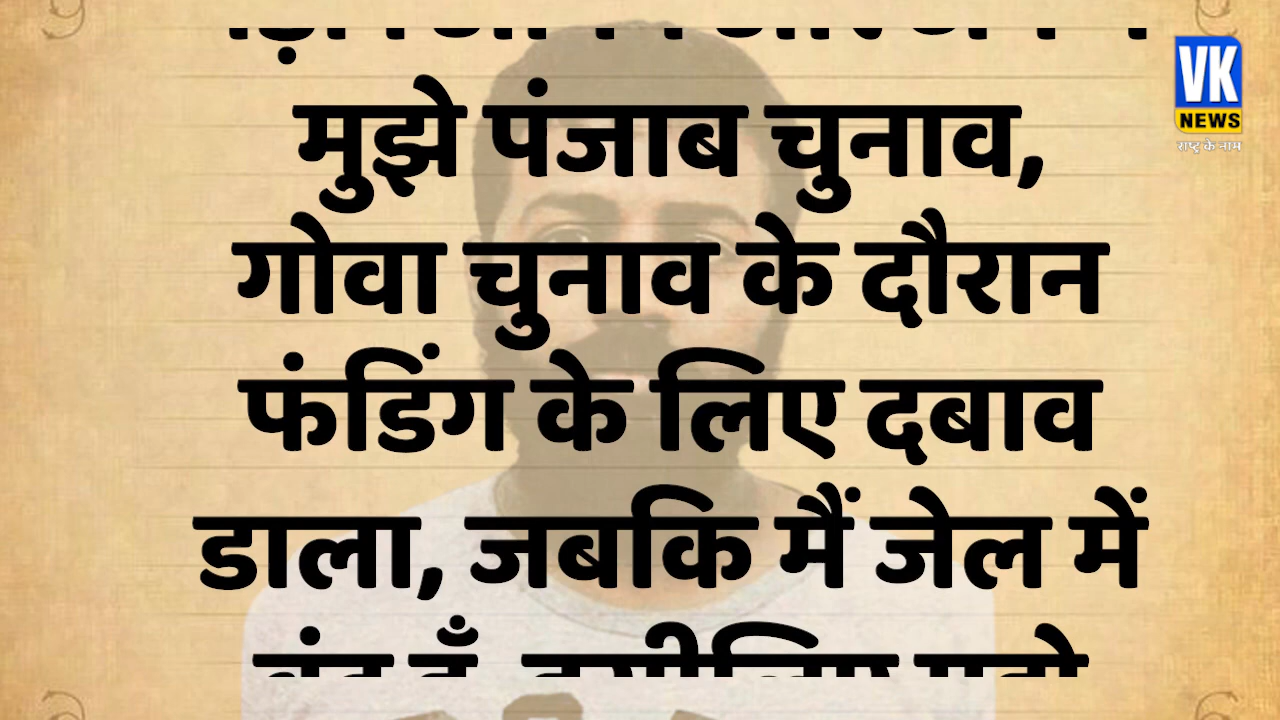 मुझे पंजाब चुनाव,
गोवा चुनाव के दौरान
फंडिंग के लिए दबाव
डाला, जबकि मैं जेल में
VK
NEWS
राष्ट्र के नाम